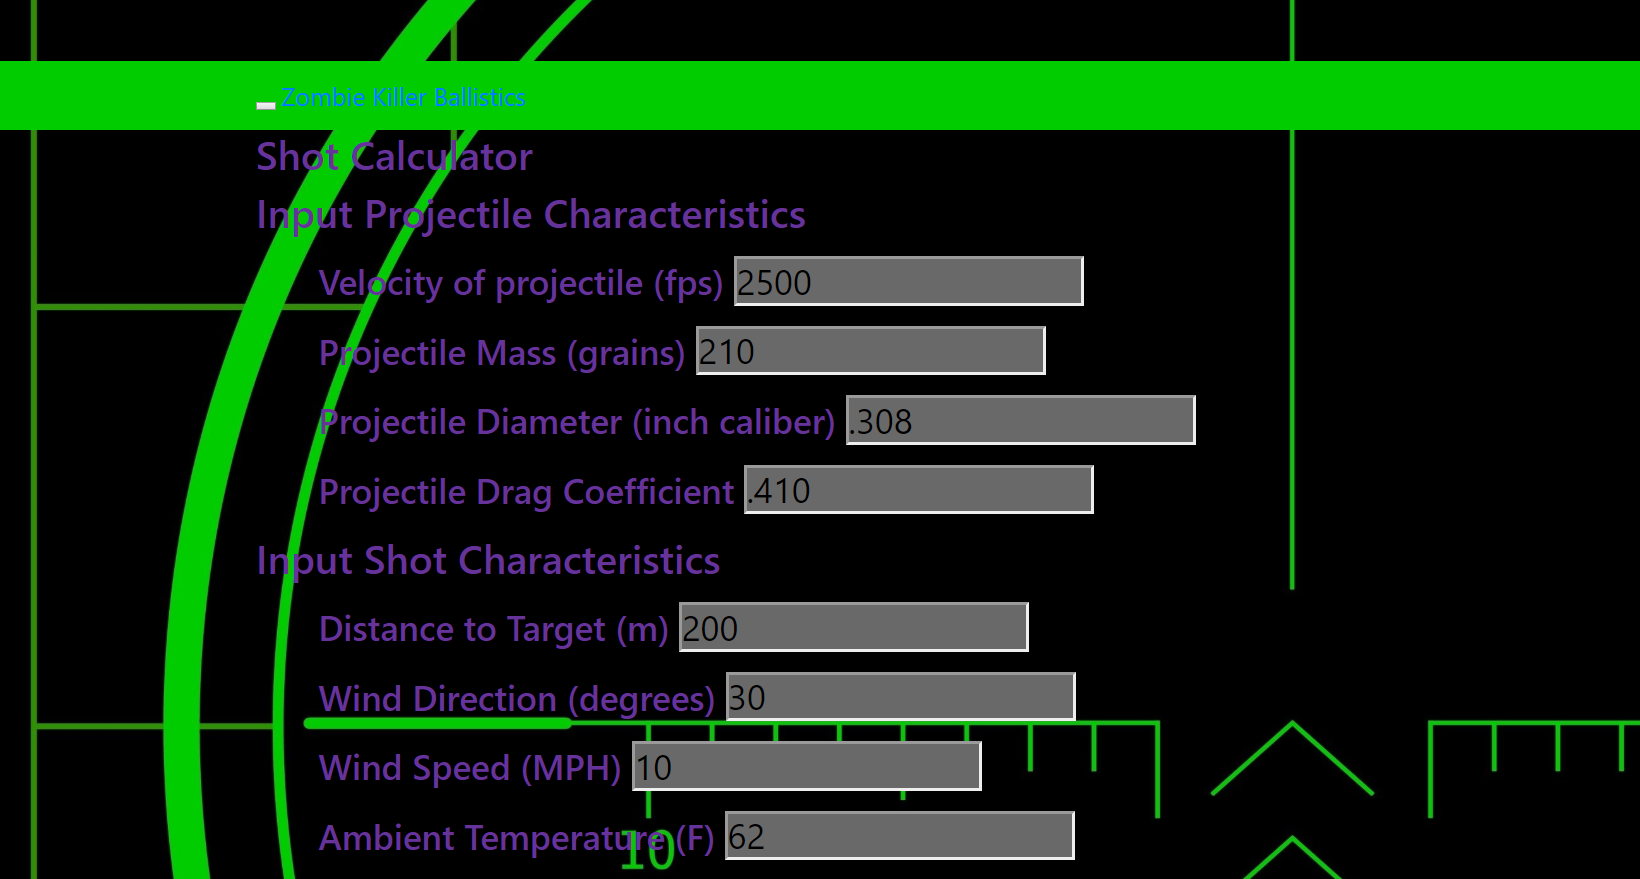 Zombie Killer Ballistics
Shot Calculator
Input Projectile Characteristics
Velocity of projectile (fps) 2500
Projectile Mass (grains) 210
Projectile Diameter (inch caliber) .308
Projectile Drag Coefficient .410
Input Shot Characteristics
Distance to Target (m) 200
Wind Direction (degrees) 30
Wind Speed (MPH) 10
Ambient Temperature (F) 62
10